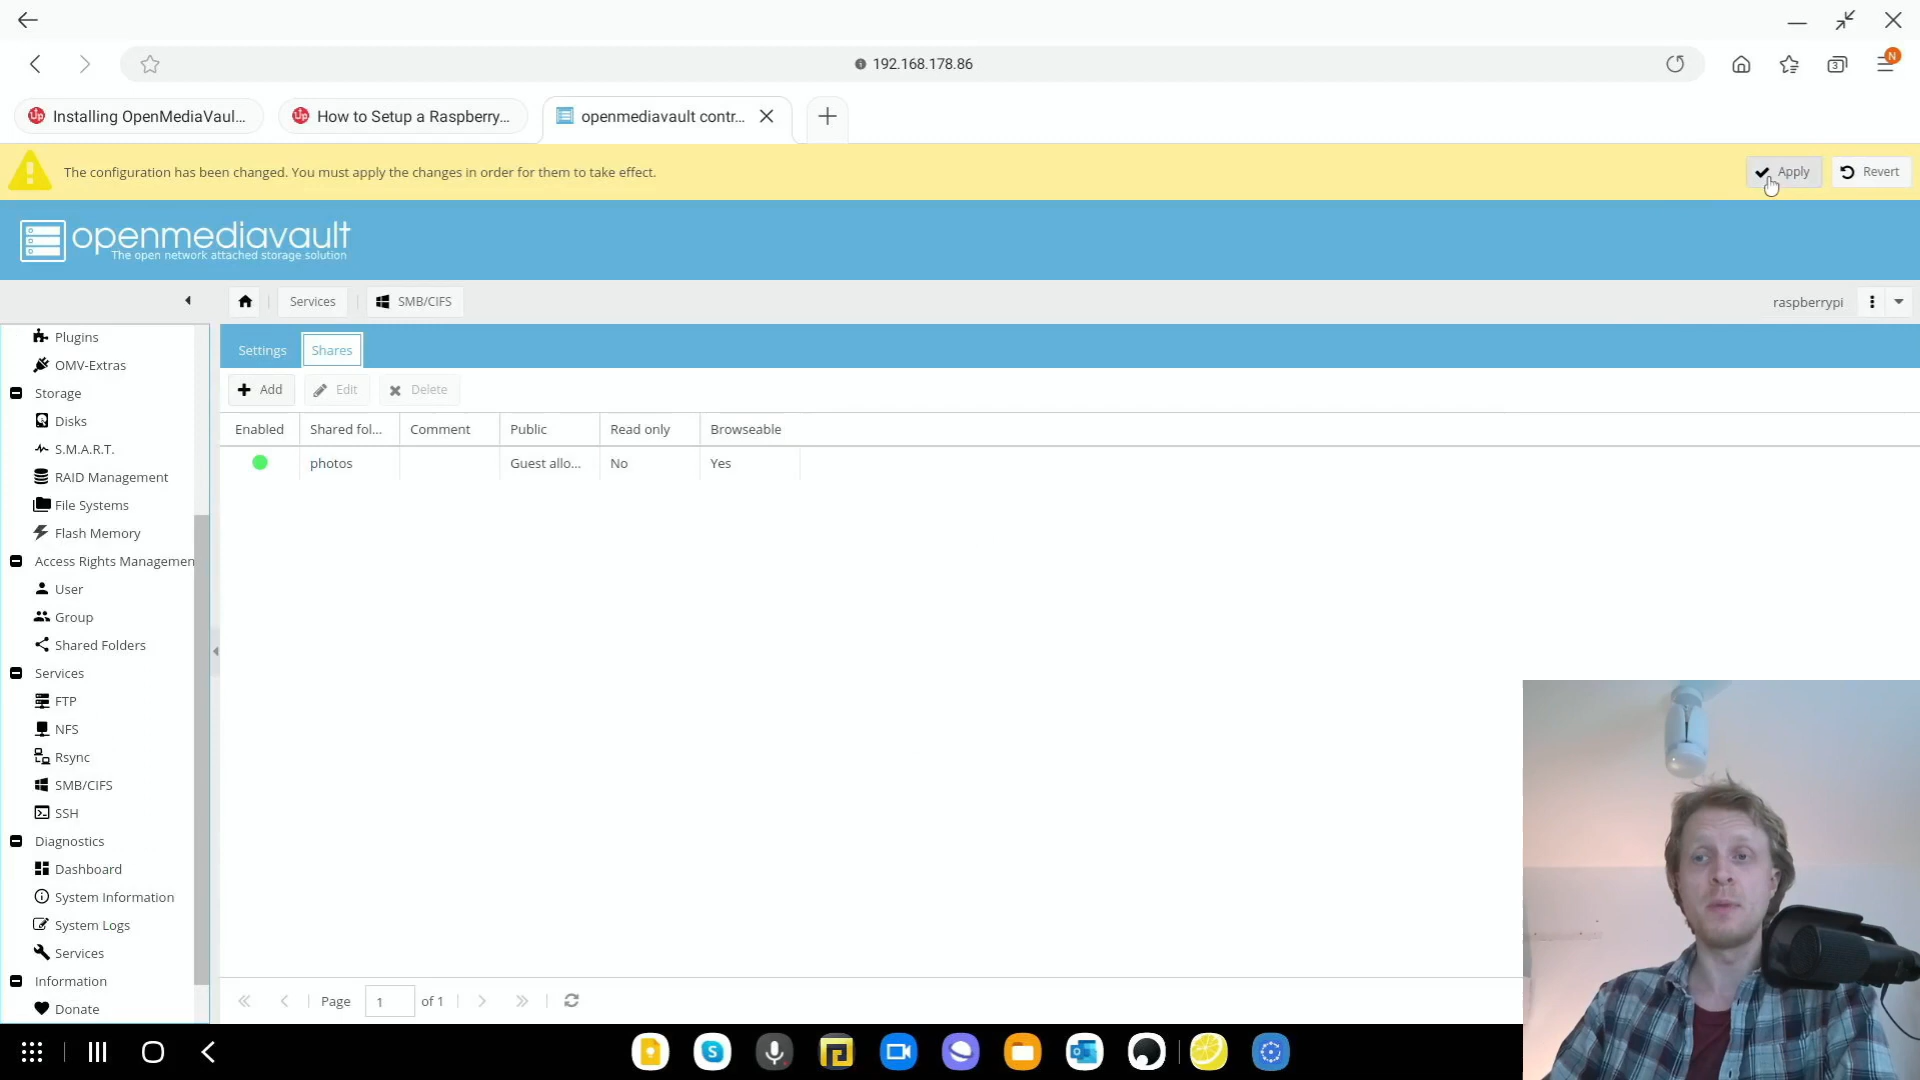 192.168.178.86
3
N
Installing OpenMediaVaul...
How to Setup a Raspberry...
openmediavault contr...
The configuration has been changed. You must apply the changes in order for them to take effect.
Apply
Revert
openmediavault
The open network attached storage solution
Services
SMB/CIFS
raspberrypi
Plugins
OMV-Extras
Storage
Disks
S.M.A.R.T.
RAID Management
File Systems
Flash Memory
Access Rights Managemen
User
Group
Shared Folders
Services
FTP
NFS
Rsync
SMB/CIFS
SSH
Diagnostics
Dashboard
System Information
System Logs
Services
Information
Donate
Settings
Shares
Add
Edit
Delete
Enabled
Shared fol...
Comment
Public
Read only
Browseable
photos
Guest allo...
No
Yes
Page
1
of 1